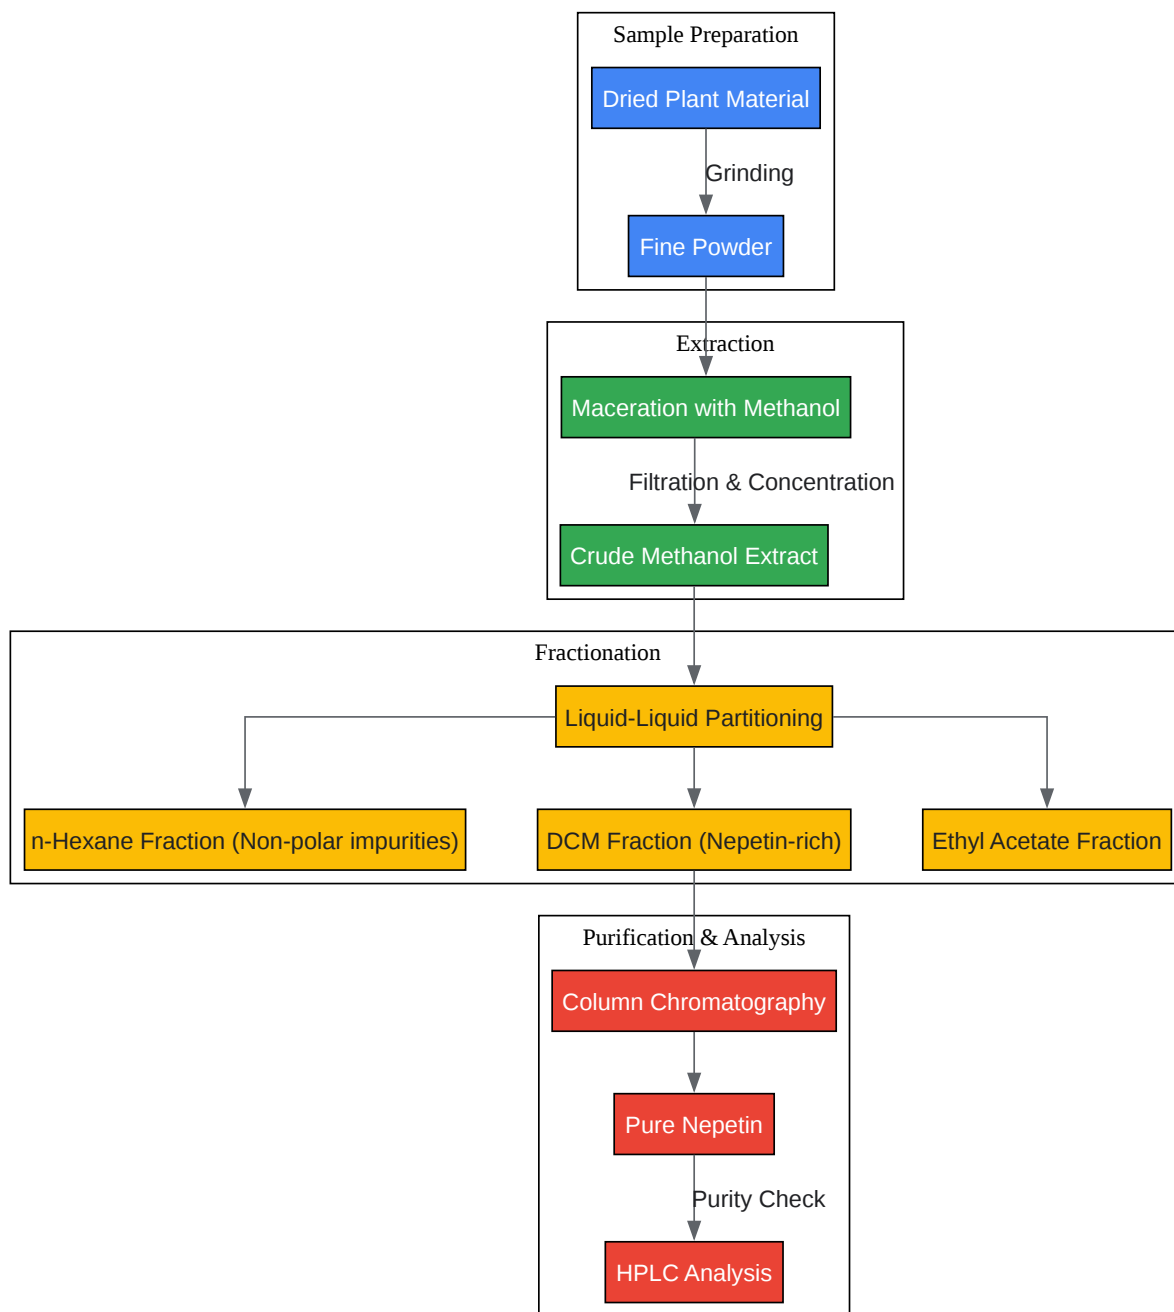 Sample Preparation
Dried Plant Material
Grinding
Fine Powder
Extraction
Maceration with Methanol
Filtration & Concentration
Crude Methanol Extract
Fractionation
Liquid-Liquid Partitioning
n-Hexane Fraction (Non-polar impurities)
DCM Fraction (Nepetin-rich)
Ethyl Acetate Fraction
Purification & Analysis
Column Chromatography
Pure Nepetin
Purity Check
HPLC Analysis